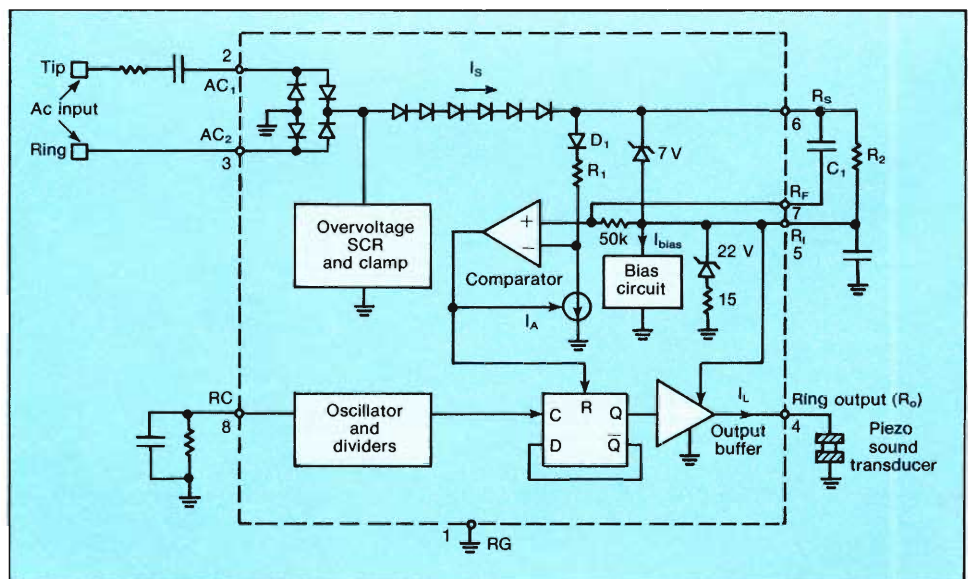 Tip
2
AC1
Ac input
AC2
Ring
3
IS
RS
6
D1
R1
7 V
C1
R2
RF
7
RI
5
50k
Ibias
22 V
15
Overvoltage
SCR
and clamp
+
−
Comparator
Bias
circuit
IA
RC
8
Oscillator
and
dividers
R
C
Q
D
Q̅
IL
Output
buffer
Ring output (Ro)
4
Piezo
sound
transducer
1
RG